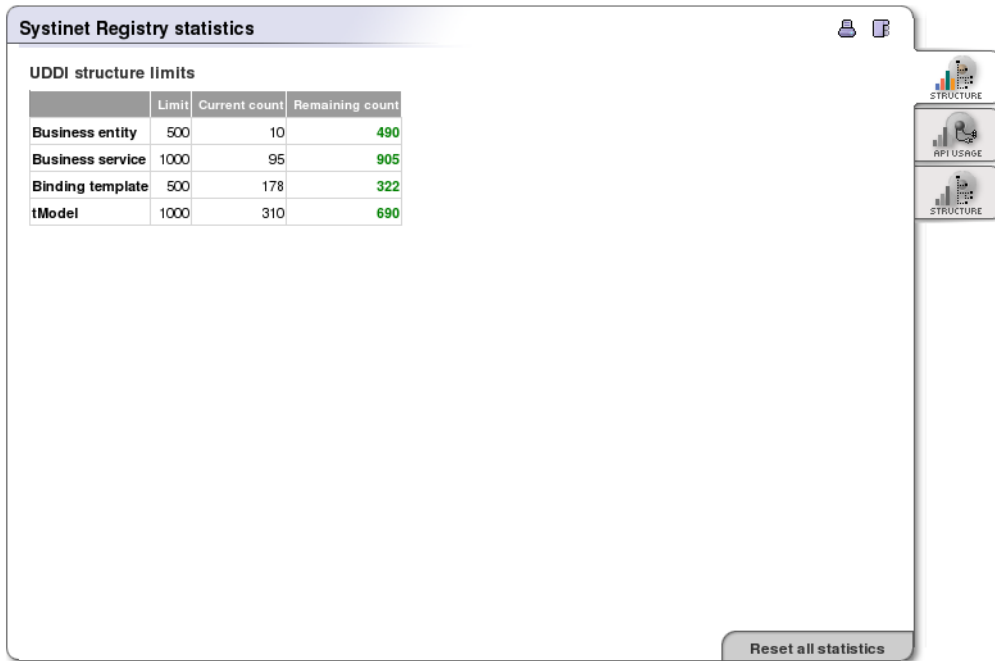 Systinet Registry statistics
UDDI structure limits
Limit Current count Remaining count
Business entity 500 10 490
Business service 1000 95 905
Binding template 500 178 322
tModel 1000 310 690
STRUCTURE
API USAGE
STRUCTURE
Reset all statistics